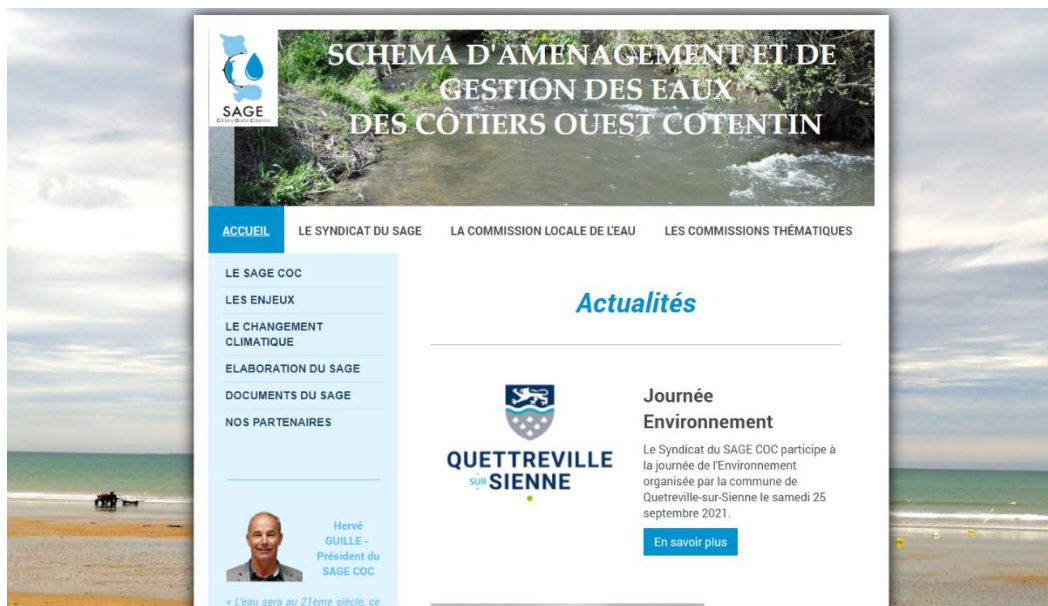 SCHEMA D'AMENAGEMENT ET DE
GESTION DES EAUX
DES CÔTIERS OUEST COTENTIN
SAGE
Côtiers Ouest Cotentin
ACCUEIL
LE SYNDICAT DU SAGE
LA COMMISSION LOCALE DE L'EAU
LES COMMISSIONS THÉMATIQUES
LE SAGE COC
LES ENJEUX
LE CHANGEMENT
CLIMATIQUE
ELABORATION DU SAGE
DOCUMENTS DU SAGE
NOS PARTENAIRES
Hervé
GUILLE -
Président du
SAGE COC
« L'eau sera au 21ème siècle, ce
Actualités
QUETTREVILLE
SUR SIENNE
Journée
Environnement
Le Syndicat du SAGE COC participe à
la journée de l'Environnement
organisée par la commune de
Quetreville-sur-Sienne le samedi 25
septembre 2021.
En savoir plus